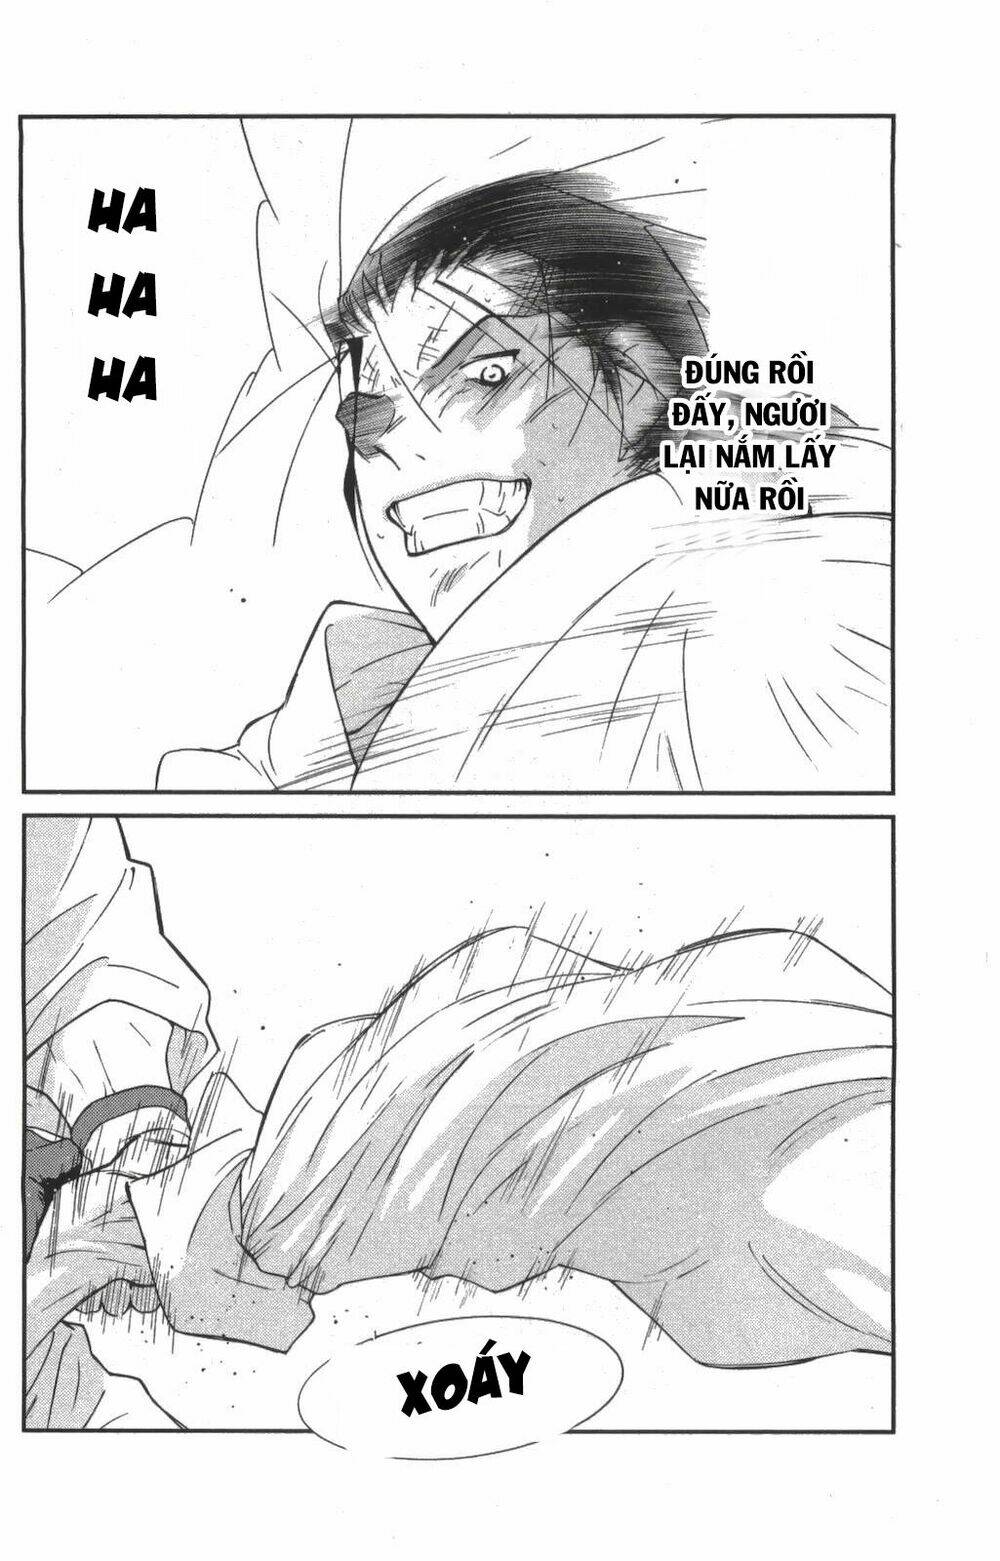 HA
HA
HA
ĐÚNG RỒI
ĐẤY, NGƯƠI
LẠI NẮM LẤY
NỮA RỒI
XOÁY